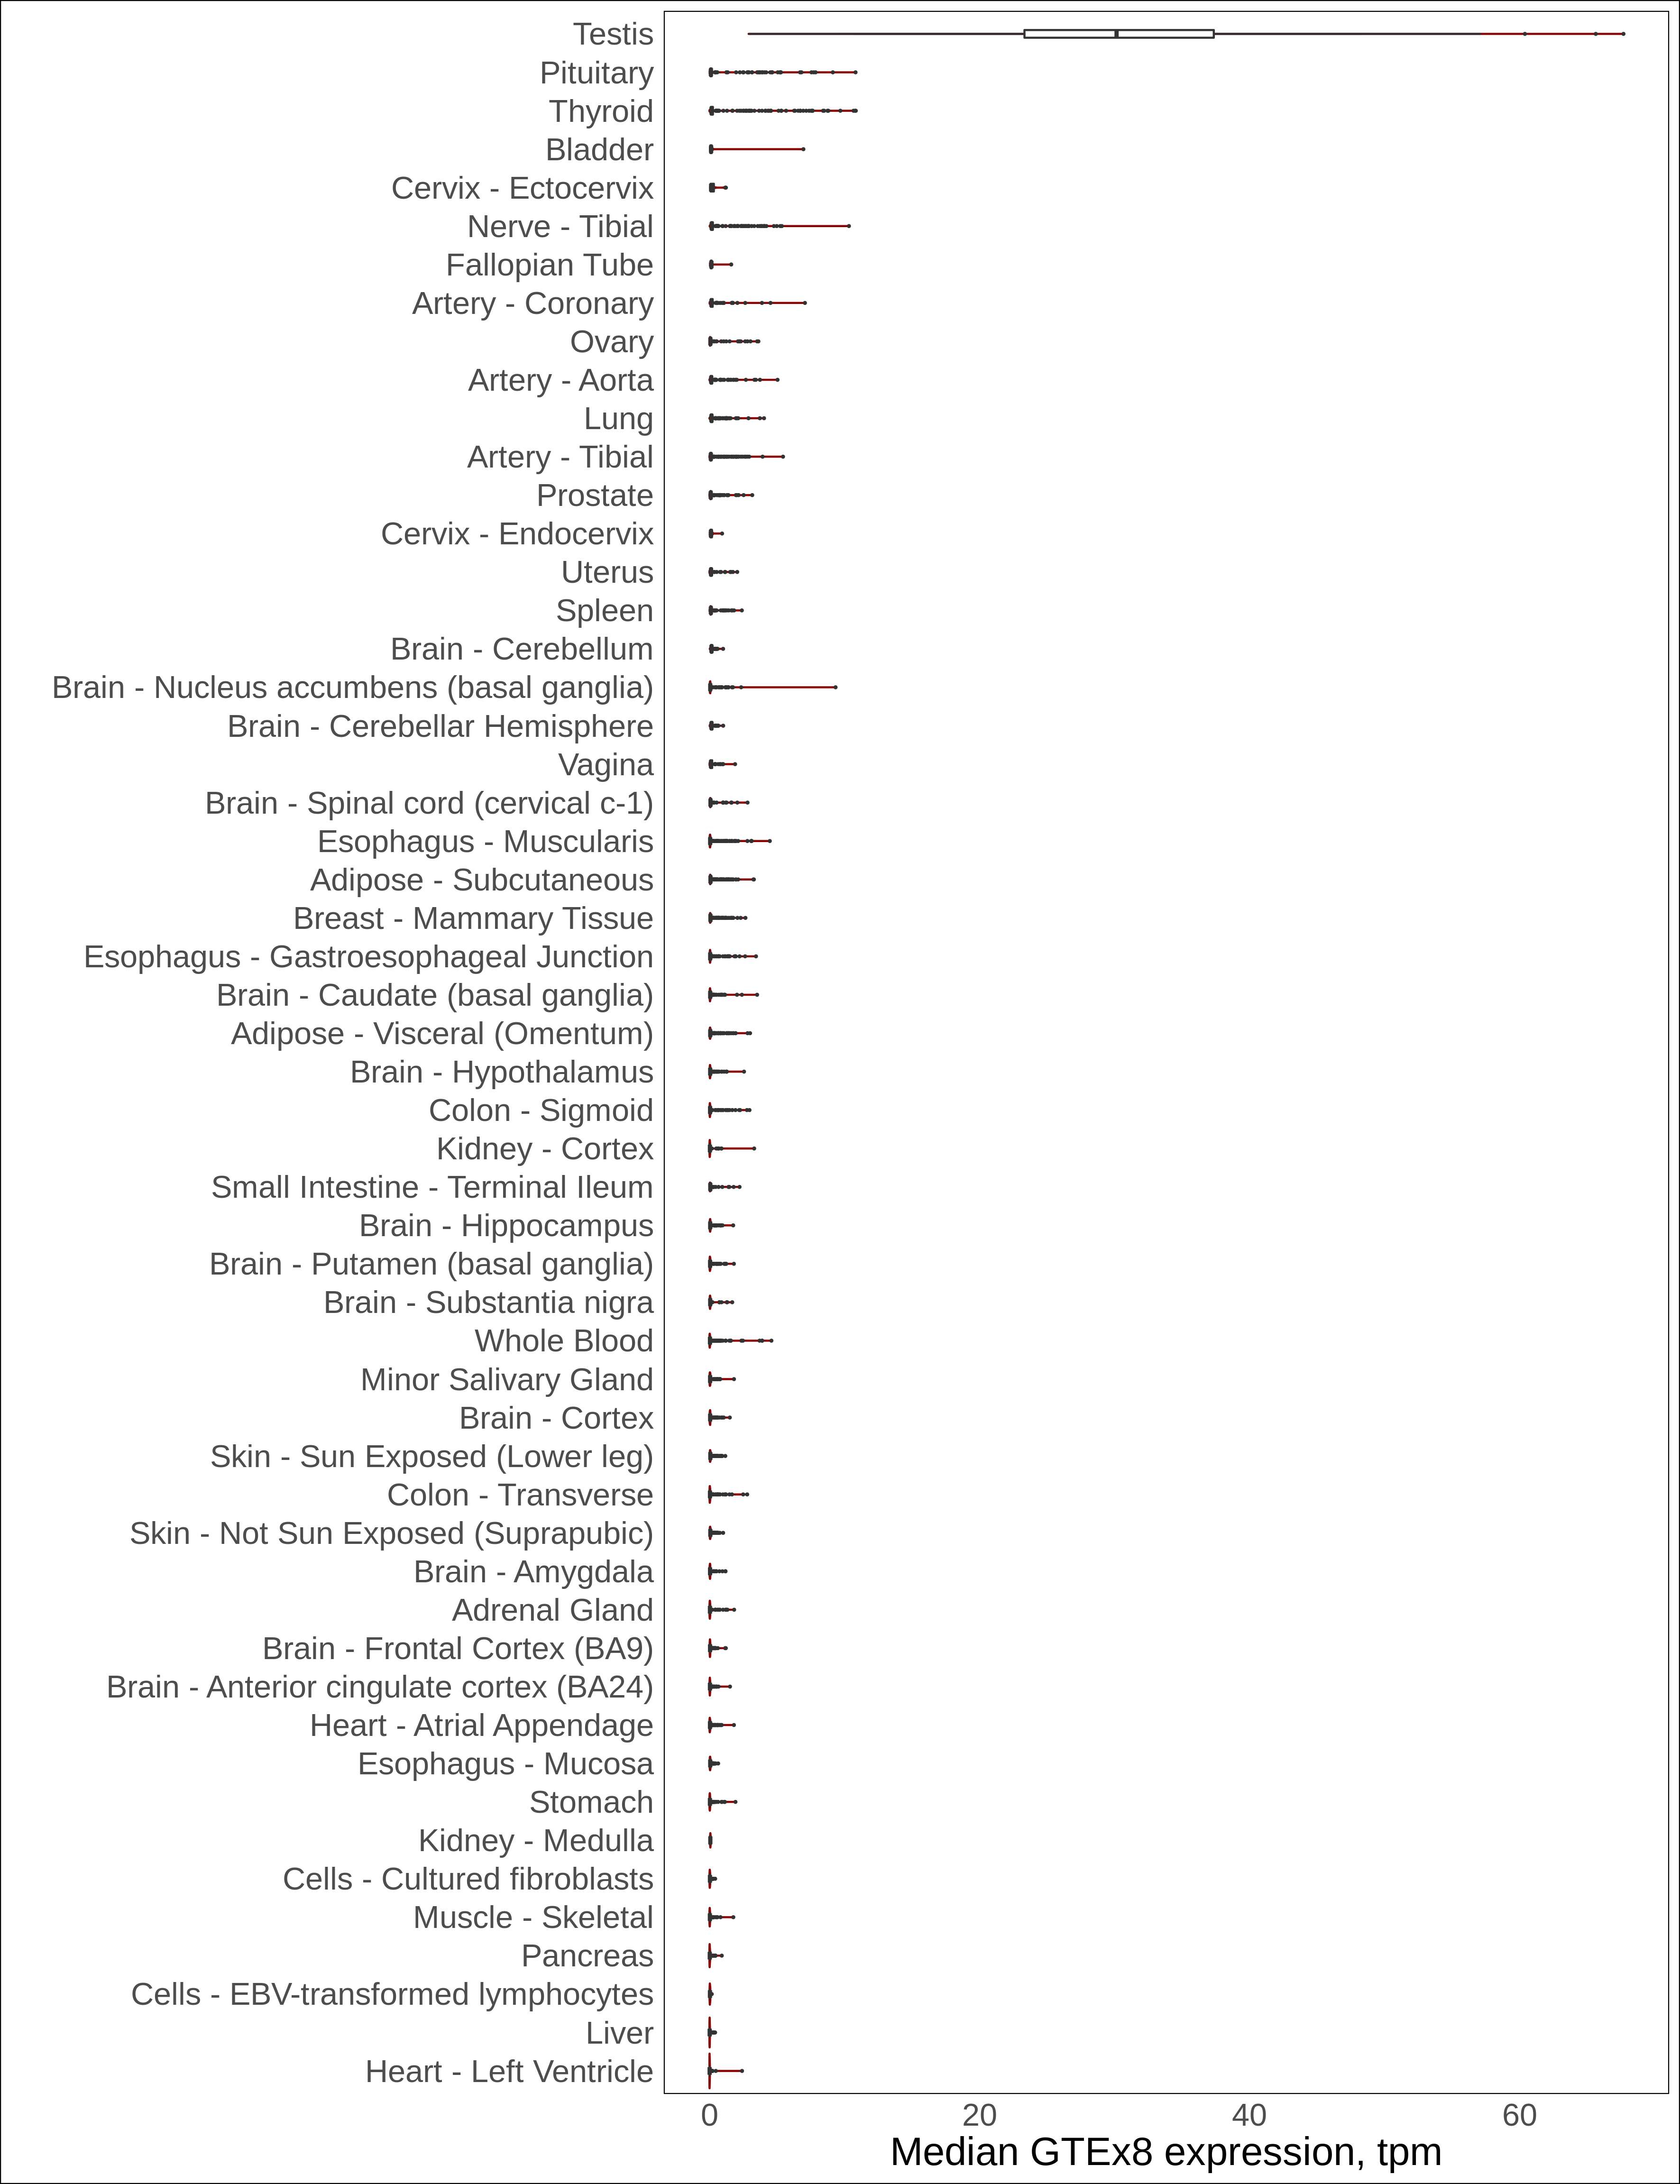 Testis
Pituitary
Thyroid
Bladder
Cervix - Ectocervix
Nerve - Tibial
Fallopian Tube
Artery - Coronary
Ovary
Artery - Aorta
Lung
Artery - Tibial
Prostate
Cervix - Endocervix
Uterus
Spleen
Brain - Cerebellum
Brain - Nucleus accumbens (basal ganglia)
Brain - Cerebellar Hemisphere
Vagina
Brain - Spinal cord (cervical c-1)
Esophagus - Muscularis
Adipose - Subcutaneous
Breast - Mammary Tissue
Esophagus - Gastroesophageal Junction
Brain - Caudate (basal ganglia)
Adipose - Visceral (Omentum)
Brain - Hypothalamus
Colon - Sigmoid
Kidney - Cortex
Small Intestine - Terminal Ileum
Brain - Hippocampus
Brain - Putamen (basal ganglia)
Brain - Substantia nigra
Whole Blood
Minor Salivary Gland
Brain - Cortex
Skin - Sun Exposed (Lower leg)
Colon - Transverse
Skin - Not Sun Exposed (Suprapubic)
Brain - Amygdala
Adrenal Gland
Brain - Frontal Cortex (BA9)
Brain - Anterior cingulate cortex (BA24)
Heart - Atrial Appendage
Esophagus - Mucosa
Stomach
Kidney - Medulla
Cells - Cultured fibroblasts
Muscle - Skeletal
Pancreas
Cells - EBV-transformed lymphocytes
Liver
Heart - Left Ventricle
0 20 40 60
Median GTEx8 expression, tpm